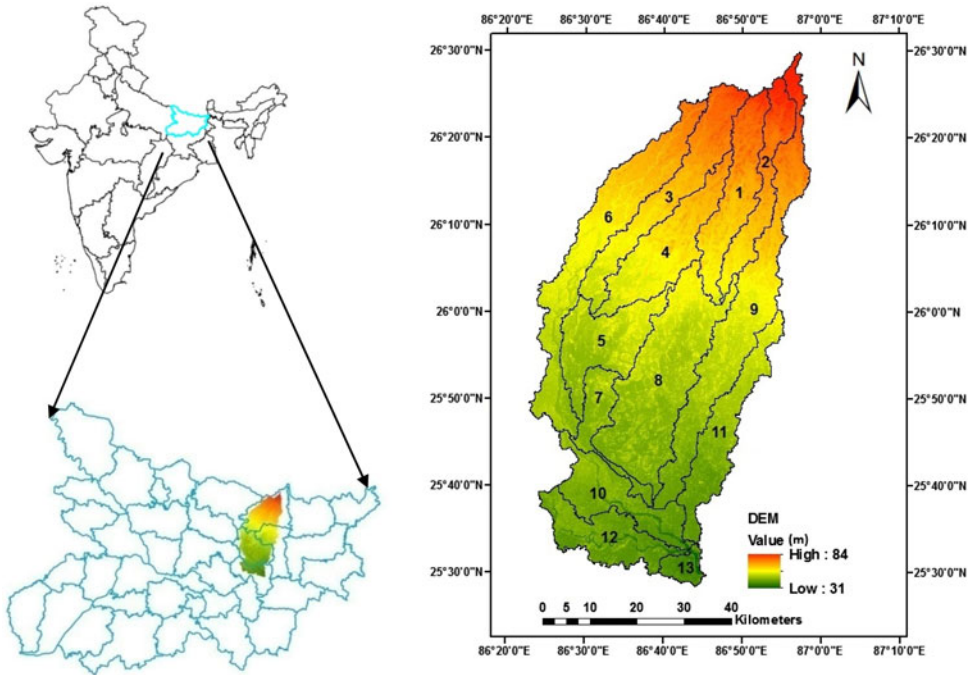 86°20'0"E 86°30'0"E 86°40'0"E 86°50'0"E 87°0'0"E 87°10'0"E
26°30'0"N 26°30'0"N
N
26°20'0"N 26°20'0"N
2
3 1
6
26°10'0"N 26°10'0"N
4
9
26°0'0"N 26°0'0"N
5
8
7
25°50'0"N 25°50'0"N
11
10
25°40'0"N 25°40'0"N
12
DEM
Value (m)
High : 84
Low : 31
13
25°30'0"N 25°30'0"N
0 5 10 20 30 40
Kilometers
86°20'0"E 86°30'0"E 86°40'0"E 86°50'0"E 87°0'0"E 87°10'0"E